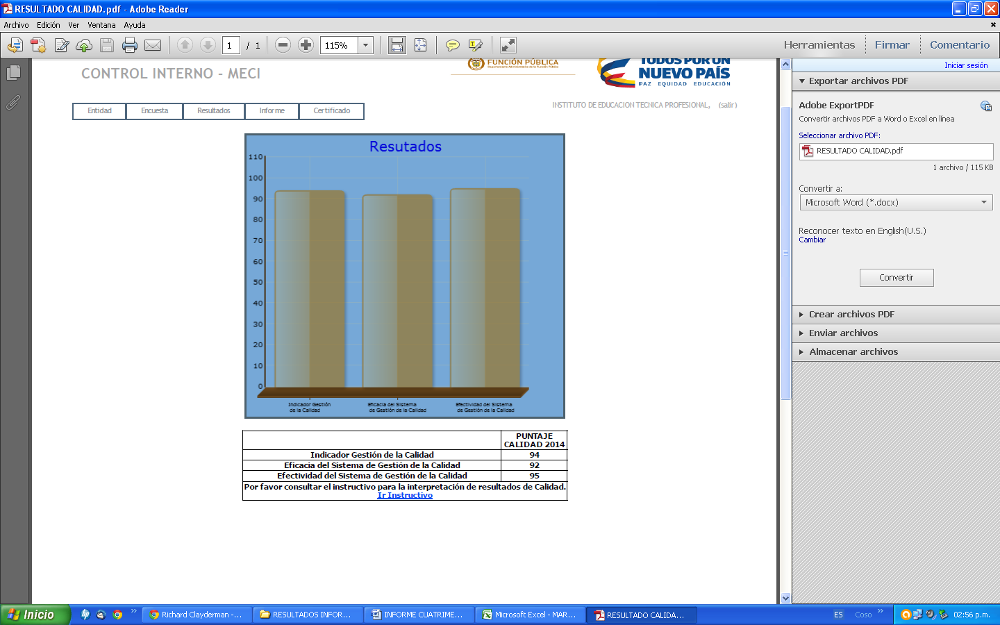 RESULTADO CALIDAD.pdf - Adobe Reader
Archivo Edición Ver Ventana Ayuda
1 / 1 115% Herramientas Firmar Comentario
Iniciar sesión
Exportar archivos PDF
Adobe ExportPDF
Convertir archivos PDF a Word o Excel en línea
Seleccionar archivo PDF:
RESULTADO CALIDAD.pdf
1 archivo / 115 KB
Convertir a:
Microsoft Word (*.docx)
Reconocer texto en English(U.S.)
Cambiar
Convertir
Crear archivos PDF
Enviar archivos
Almacenar archivos
CONTROL INTERNO - MECI
FUNCIÓN PÚBLICA
Departamento Administrativo de la Función Pública
TODOS POR UN
NUEVO PAÍS
PAZ EQUIDAD EDUCACIÓN
Entidad Encuesta Resultados Informe Certificado
INSTITUTO DE EDUCACION TECNICA PROFESIONAL, (salir)
Resutados
110
100
90
80
70
60
50
40
30
20
10
0
Indicador Gestión
de la Calidad
Eficacia del Sistema
de Gestión de la Calidad
Efectividad del Sistema
de Gestión de la Calidad
PUNTAJE
CALIDAD 2014
Indicador Gestión de la Calidad 94
Eficacia del Sistema de Gestión de la Calidad 92
Efectividad del Sistema de Gestión de la Calidad 95
Por favor consultar el instructivo para la interpretación de resultados de Calidad.
Ir Instructivo
Inicio hp » Richard Clayderman -... RESULTADOS INFOR... INFORME CUATRIME... Microsoft Excel - MAR... RESULTADO CALIDA... ES Coso » 02:56 p.m.